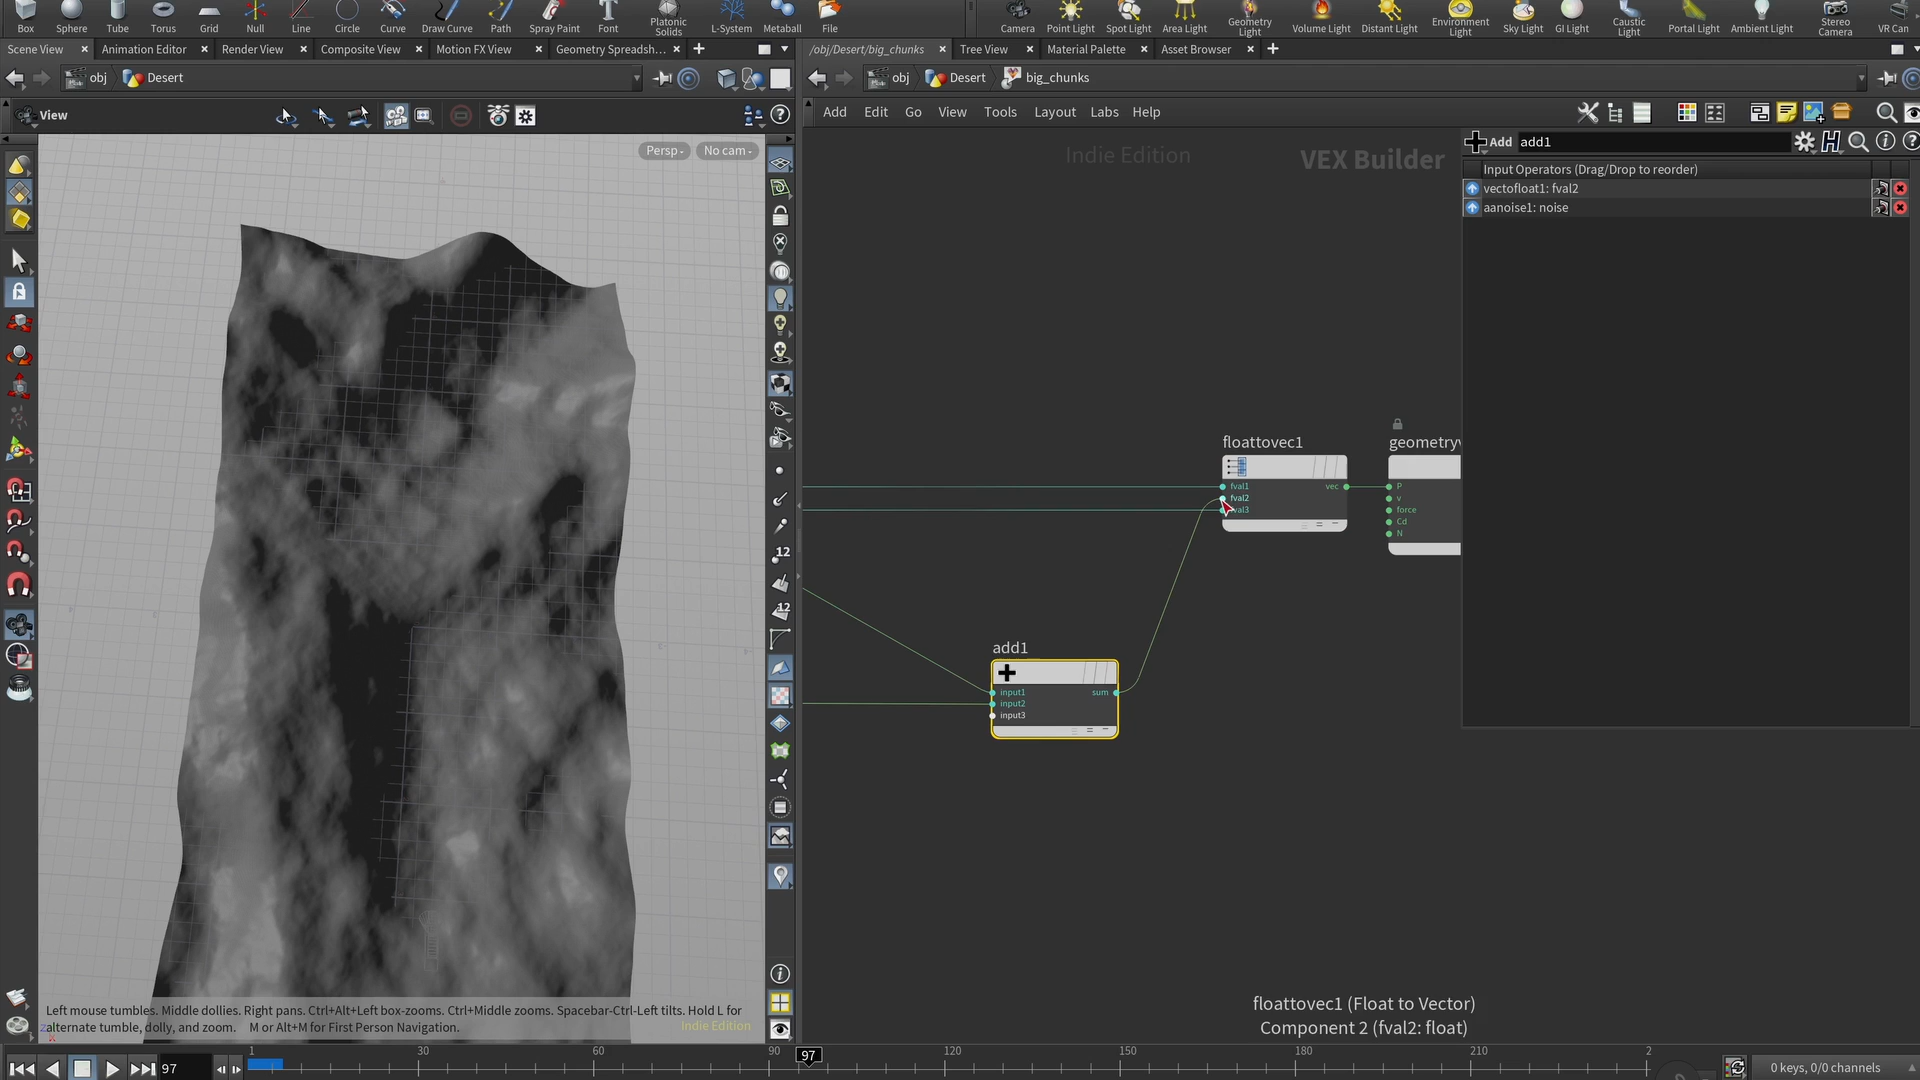 Box Sphere Tube Torus Grid Null Line Circle Curve Draw Curve Path Spray Paint Font Platonic Solids L-System Metaball File
Camera Point Light Spot Light Area Light Geometry Light Volume Light Distant Light Environment Light Sky Light GI Light Caustic Light Portal Light Ambient Light Stereo Camera VR Can
Scene View Animation Editor Render View Composite View Motion FX View Geometry Spreadsh...
/obj/Desert/big_chunks Tree View Material Palette Asset Browser
obj Desert
obj Desert big_chunks
View
Add Edit Go View Tools Layout Labs Help
Persp No cam
Indie Edition
VEX Builder
Add add1
Input Operators (Drag/Drop to reorder)
vectofloat1: fval2
aanoise1: noise
floattovec1
fval1 vec
fval2
val3
geometryv
P
v
force
Cd
N
add1
input1 sum
input2
input3
12
12
Left mouse tumbles. Middle dollies. Right pans. Ctrl+Alt+Left box-zooms. Ctrl+Middle zooms. Spacebar-Ctrl-Left tilts. Hold L for
alternate tumble, dolly, and zoom. M or Alt+M for First Person Navigation.
Indie Edition
floattovec1 (Float to Vector)
Component 2 (fval2: float)
97
1 30 60 90 97 120 150 180 210 2
0 keys, 0/0 channels